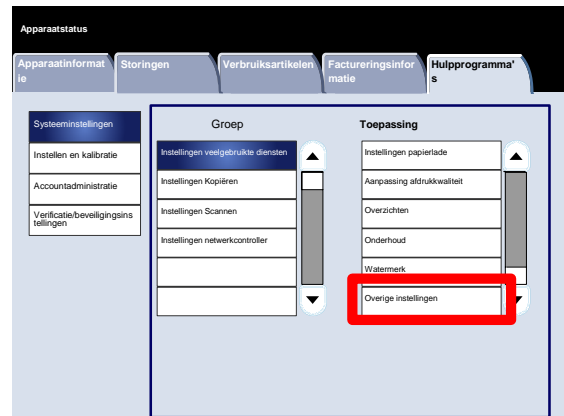 Apparaatstatus
Apparaatinformat
ie
Storingen
Verbruiksartikelen
Factureringsinfor
matie
Hulpprogramma'
s
Systeeminstellingen
Instellen en kalibratie
Accountadministratie
Verificatie/beveiligingsins
tellingen
Groep
Instellingen veelgebruikte diensten
Instellingen Kopiëren
Instellingen Scannen
Instellingen netwerkcontroller
Toepassing
Instellingen papierlade
Aanpassing afdrukkwaliteit
Overzichten
Onderhoud
Watermerk
Overige instellingen